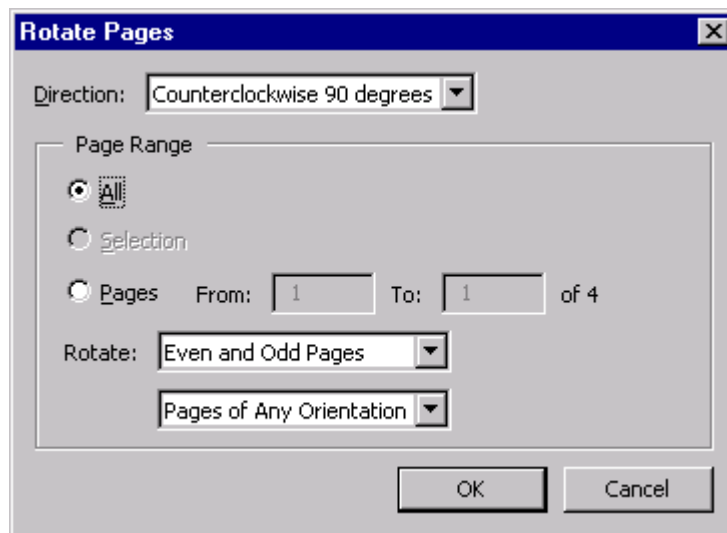 Rotate Pages
Direction: Counterclockwise 90 degrees
Page Range
All
Selection
Pages From: 1 To: 1 of 4
Rotate: Even and Odd Pages
Pages of Any Orientation
OK Cancel